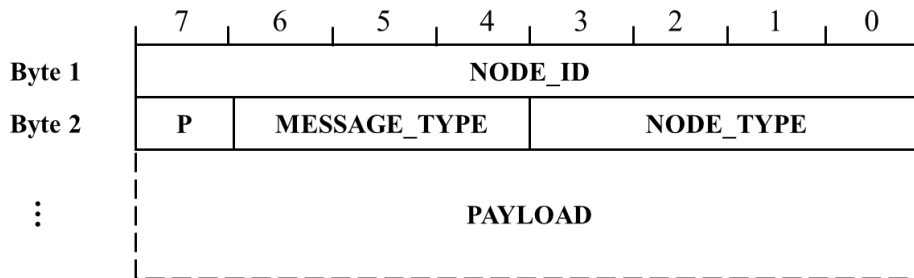 7 6 5 4 3 2 1 0
Byte 1 NODE_ID
Byte 2 P MESSAGE_TYPE NODE_TYPE
⋮ PAYLOAD